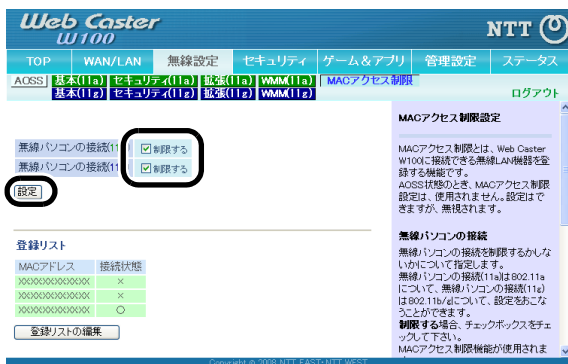 Web Caster
W100
NTT
TOP WAN/LAN 無線設定 セキュリティ ゲーム&アプリ 管理設定 ステータス
AOSS 基本(11a) セキュリティ(11a) 拡張(11a) WMM(11a) MACアクセス制限
基本(11g) セキュリティ(11g) 拡張(11g) WMM(11g)
ログアウト
無線パソコンの接続(11 制限する
無線パソコンの接続(11 制限する
設定
登録リスト
MACアドレス 接続状態
XXXXXXXXXXXX ×
XXXXXXXXXXXX ×
XXXXXXXXXXXX ○
登録リストの編集
MACアクセス制限設定
MACアクセス制限とは、Web Caster
W100に接続できる無線LAN機器を登
録する機能です。
AOSS状態のとき、MACアクセス制限
設定は、使用されません。設定はで
きますが、無視されます。
無線パソコンの接続
無線パソコンの接続を制限するかしな
いかについて指定します。
無線パソコンの接続(11a)は802.11a
について、無線パソコンの接続(11g)
は802.11b/gについて、設定をおこな
うことができます。
制限する場合、チェックボックスをチェ
ックして下さい。
MACアクセス制限機能が使用されま
Copyright © 2008 NTT EAST・NTT WEST